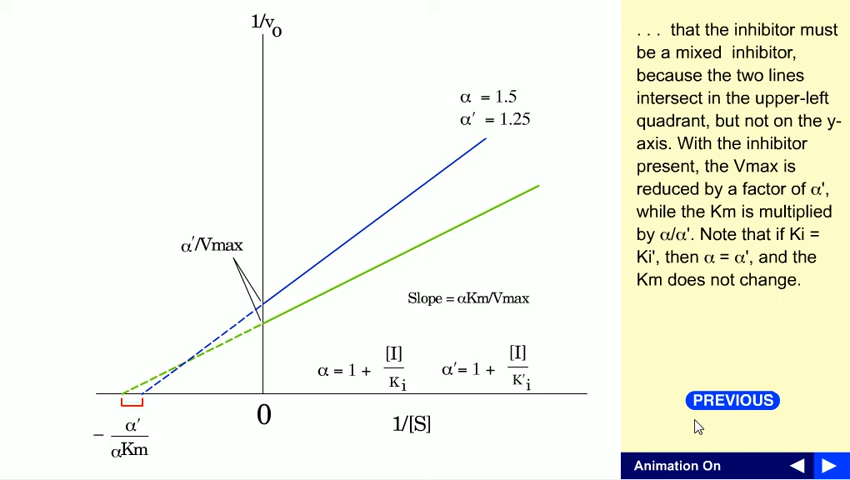 1/v₀
α = 1.5
α′ = 1.25
α′/Vmax
Slope = αKm/Vmax
α = 1 + [I]/Kᵢ
α′= 1 + [I]/K′ᵢ
0
1/[S]
− α′/αKm
. . . that the inhibitor must
be a mixed inhibitor,
because the two lines
intersect in the upper-left
quadrant, but not on the y-
axis. With the inhibitor
present, the Vmax is
reduced by a factor of α',
while the Km is multiplied
by α/α'. Note that if Ki =
Ki', then α = α', and the
Km does not change.
PREVIOUS
Animation On